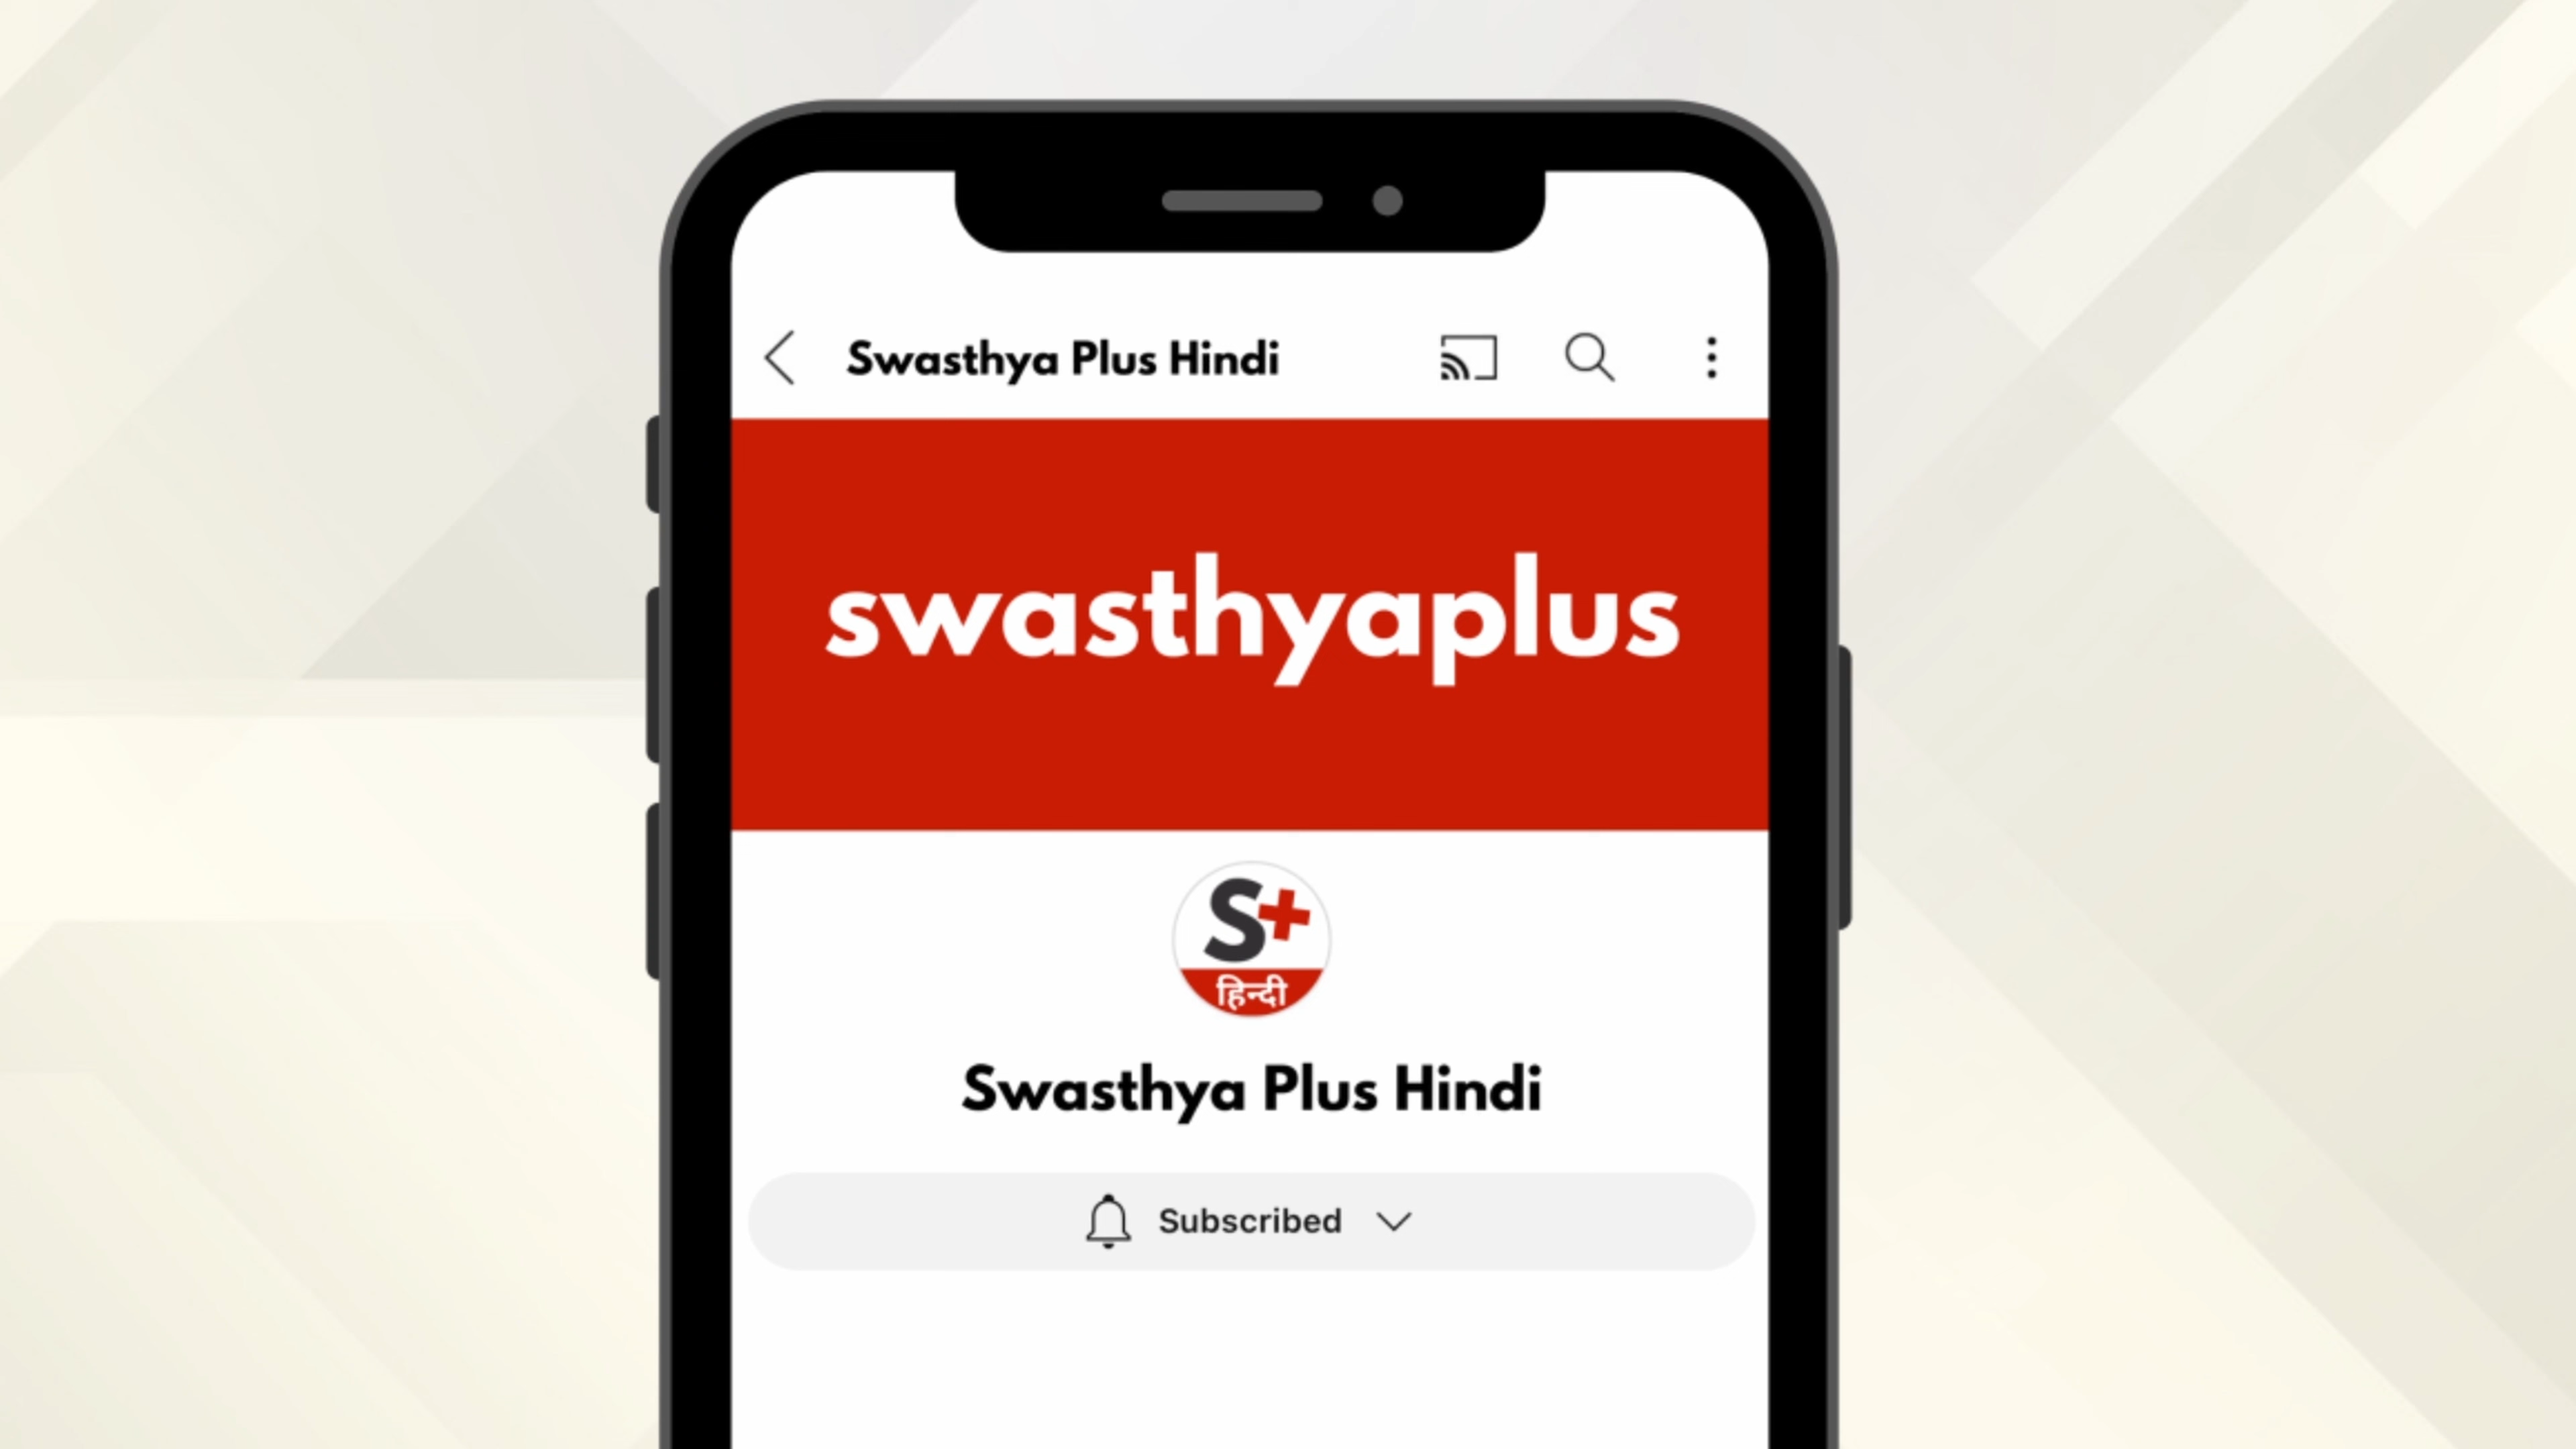 Swasthya Plus Hindi
swasthyaplus
S+
हिन्दी
Swasthya Plus Hindi
Subscribed